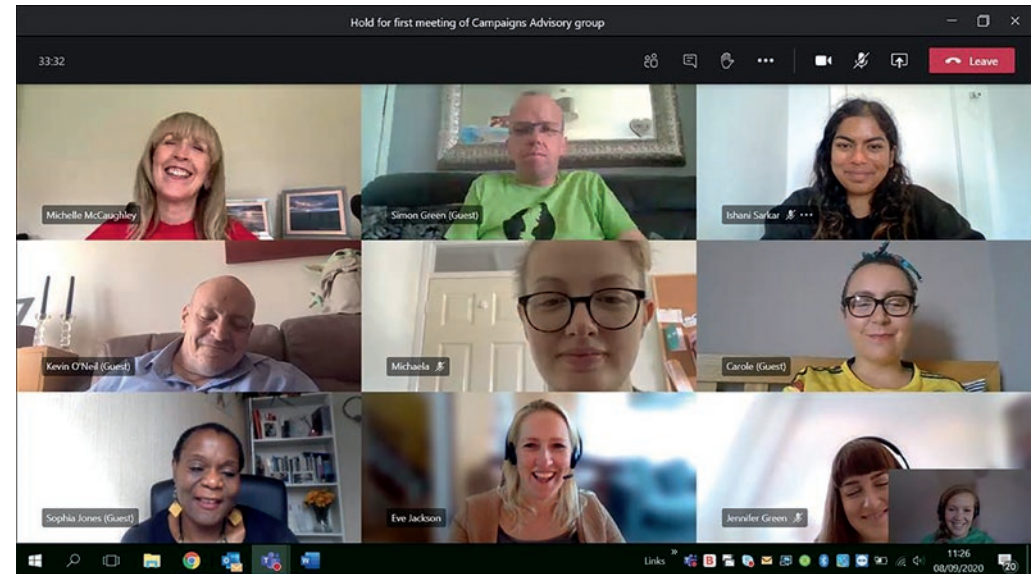 Hold for first meeting of Campaigns Advisory group
33:32
Leave
Michelle McCaughley
Simon Green (Guest)
Ishani Sarkar
Kevin O'Neil (Guest)
Michaela
Carole (Guest)
Sophia Jones (Guest)
Eve Jackson
Jennifer Green
Links
11:26
08/09/2020
20